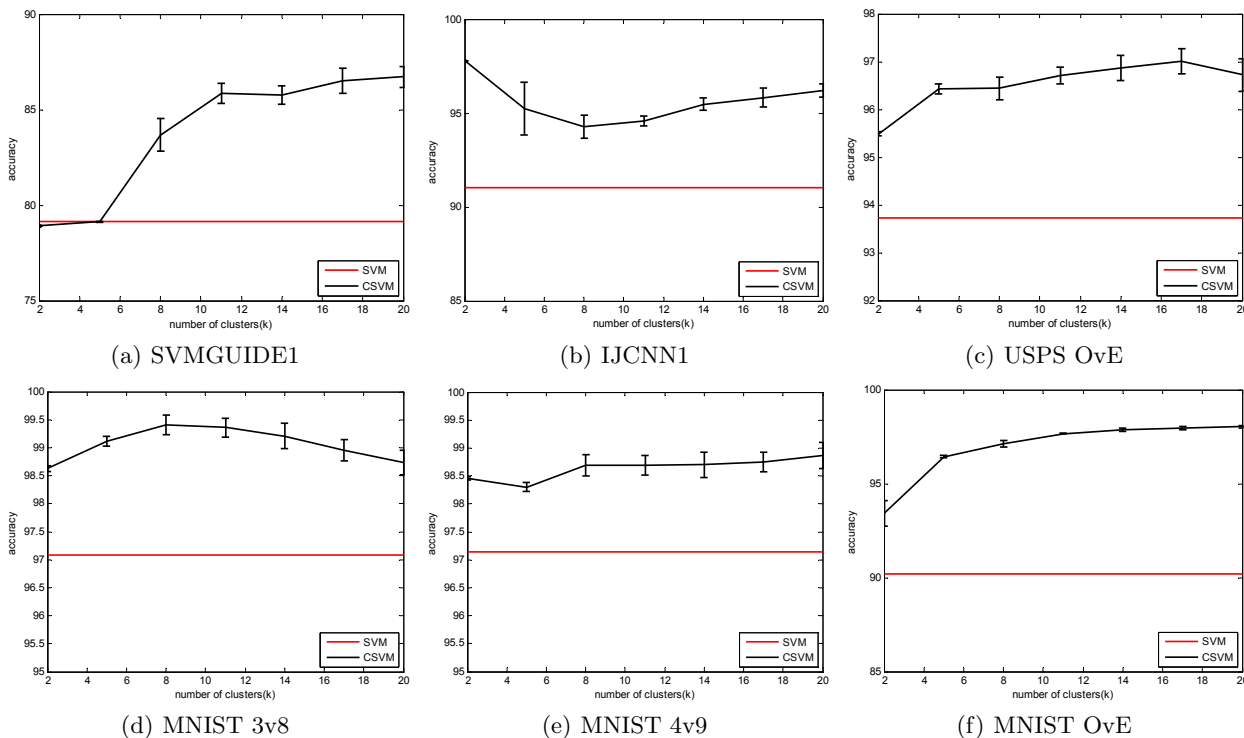 90
85
80
75
accuracy
2 4 6 8 10 12 14 16 18 20
number of clusters(k)
SVM
CSVM
(a) SVMGUIDE1
100
95
90
85
accuracy
2 4 6 8 10 12 14 16 18 20
number of clusters(k)
SVM
CSVM
(b) IJCNN1
98
97
96
95
94
93
92
accuracy
2 4 6 8 10 12 14 16 18 20
number of clusters(k)
SVM
CSVM
(c) USPS OvE
100
99.5
99
98.5
98
97.5
97
96.5
96
95.5
95
accuracy
2 4 6 8 10 12 14 16 18 20
number of clusters(k)
SVM
CSVM
(d) MNIST 3v8
100
99.5
99
98.5
98
97.5
97
96.5
96
95.5
95
accuracy
2 4 6 8 10 12 14 16 18 20
number of clusters(k)
SVM
CSVM
(e) MNIST 4v9
100
95
90
85
accuracy
2 4 6 8 10 12 14 16 18 20
number of clusters(k)
SVM
CSVM
(f) MNIST OvE